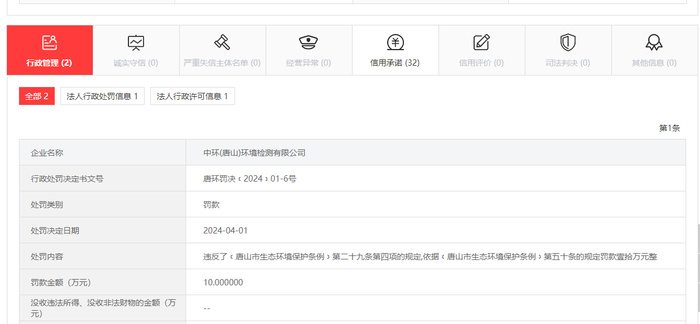 行政管理 (2)
诚实守信 (0)
严重失信主体名单 (0)
经营异常 (0)
信用承诺 (32)
信用评价 (0)
司法判决 (0)
其他信息 (0)
全部 2
法人行政处罚信息 1
法人行政许可信息 1
第1条
企业名称
中环(唐山)环境检测有限公司
行政处罚决定书文号
唐环罚决﹝2024﹞01-6号
处罚类别
罚款
处罚决定日期
2024-04-01
处罚内容
违反了﹝唐山市生态环境保护条例﹞第二十九条第四项的规定,依据﹝唐山市生态环境保护条例﹞第五十条的规定罚款壹拾万元整
罚款金额（万元）
10.000000
没收违法所得、没收非法财物的金额（万
元）
--